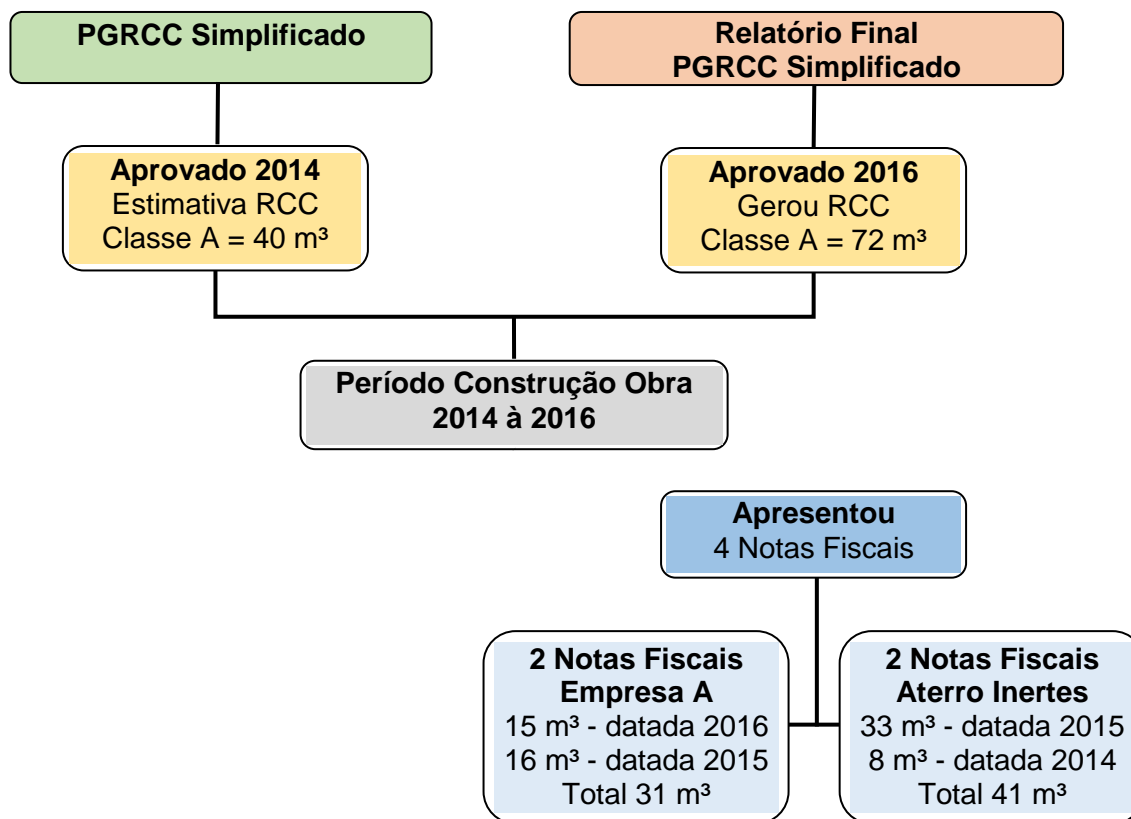 PGRCC Simplificado
Relatório Final
PGRCC Simplificado
Aprovado 2014
Estimativa RCC
Classe A = 40 m³
Aprovado 2016
Gerou RCC
Classe A = 72 m³
Período Construção Obra
2014 à 2016
Apresentou
4 Notas Fiscais
2 Notas Fiscais
Empresa A
15 m³ - datada 2016
16 m³ - datada 2015
Total 31 m³
2 Notas Fiscais
Aterro Inertes
33 m³ - datada 2015
8 m³ - datada 2014
Total 41 m³